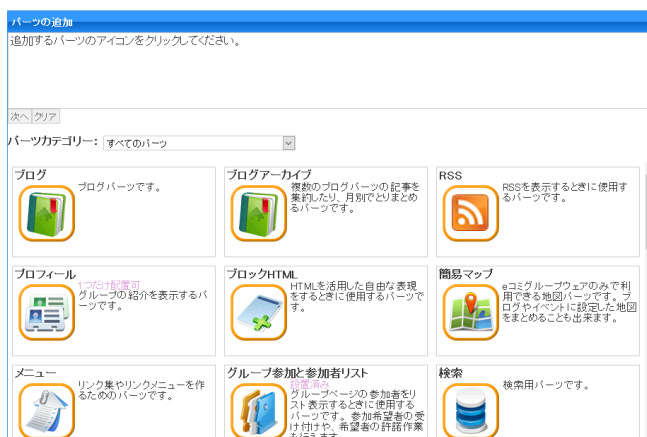 パーツの追加
追加するパーツのアイコンをクリックしてください。
次へ クリア
パーツカテゴリー: すべてのパーツ
ブログ
ブログパーツです。
ブログアーカイブ
複数のブログパーツの記事を
集約したり、月別でとりまとめ
るパーツです。
RSS
RSSを表示するときに使用す
るパーツです。
プロフィール
1つだけ配置可
グループの紹介を表示するパ
ーツです。
ブロックHTML
HTMLを活用した自由な表現
をするときに使用するパーツで
す。
簡易マップ
eコミグループウェアのみで利
用できる地図パーツです。ブ
ログやイベントに設定した地図
をまとめることも出来ます。
メニュー
リンク集やリンクメニューを作
るためのパーツです。
グループ参加と参加者リスト
設置済み
グループページの参加者をリ
スト表示するときに使用する
パーツです。参加希望者の受
け付けや、希望者の許諾作業
も行えます
検索
検索用パーツです。